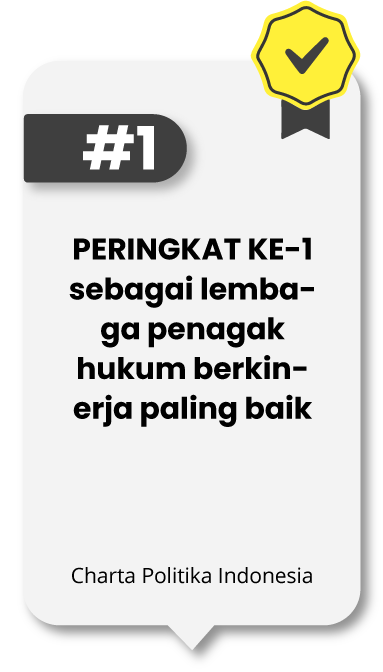 #1
PERINGKAT KE-1
sebagai lemba-
ga penagak
hukum berkin-
erja paling baik
Charta Politika Indonesia